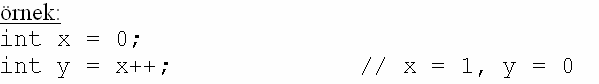 örnek:
int x = 0;
int y = x++; // x = 1, y = 0